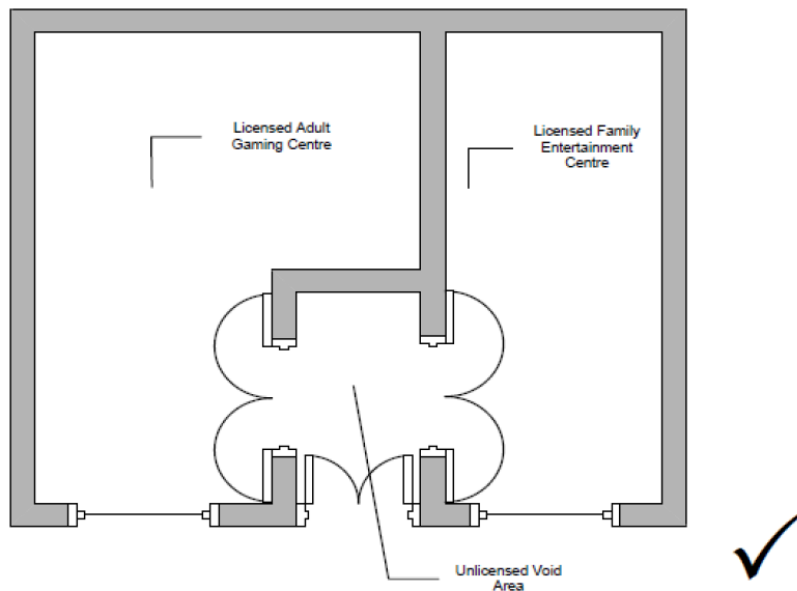 Licensed Adult
Gaming Centre
Licensed Family
Entertainment
Centre
Unlicensed Void
Area